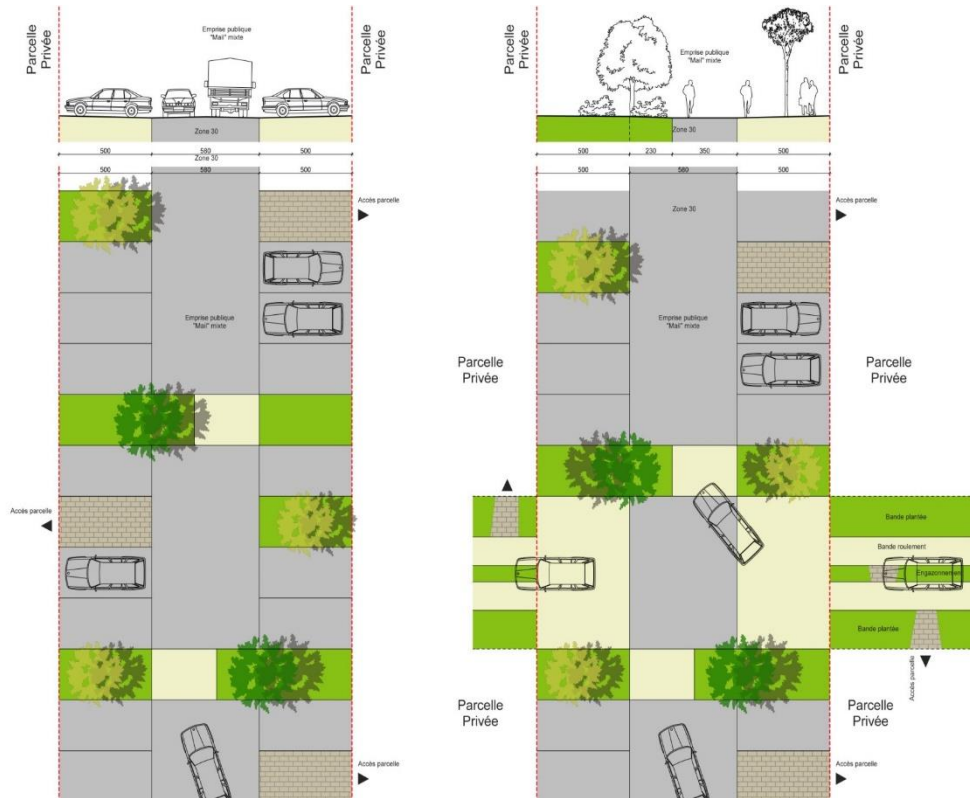 Parcelle
Privée
Emprise publique
"Mail" mixte
Parcelle
Privée
Zone 30
500
580
500
Zone 30
500
580
500
Accès parcelle
Emprise publique
"Mail" mixte
Accès parcelle
Accès parcelle
Parcelle
Privée
Emprise publique
"Mail" mixte
Parcelle
Privée
Zone 30
500
230
350
500
500
580
500
Zone 30
Accès parcelle
Emprise publique
"Mail" mixte
Parcelle
Privée
Parcelle
Privée
Bande plantée
Bande roulement
Engazonnement
Bande plantée
Accès parcelle
Parcelle
Privée
Parcelle
Privée
Accès parcelle